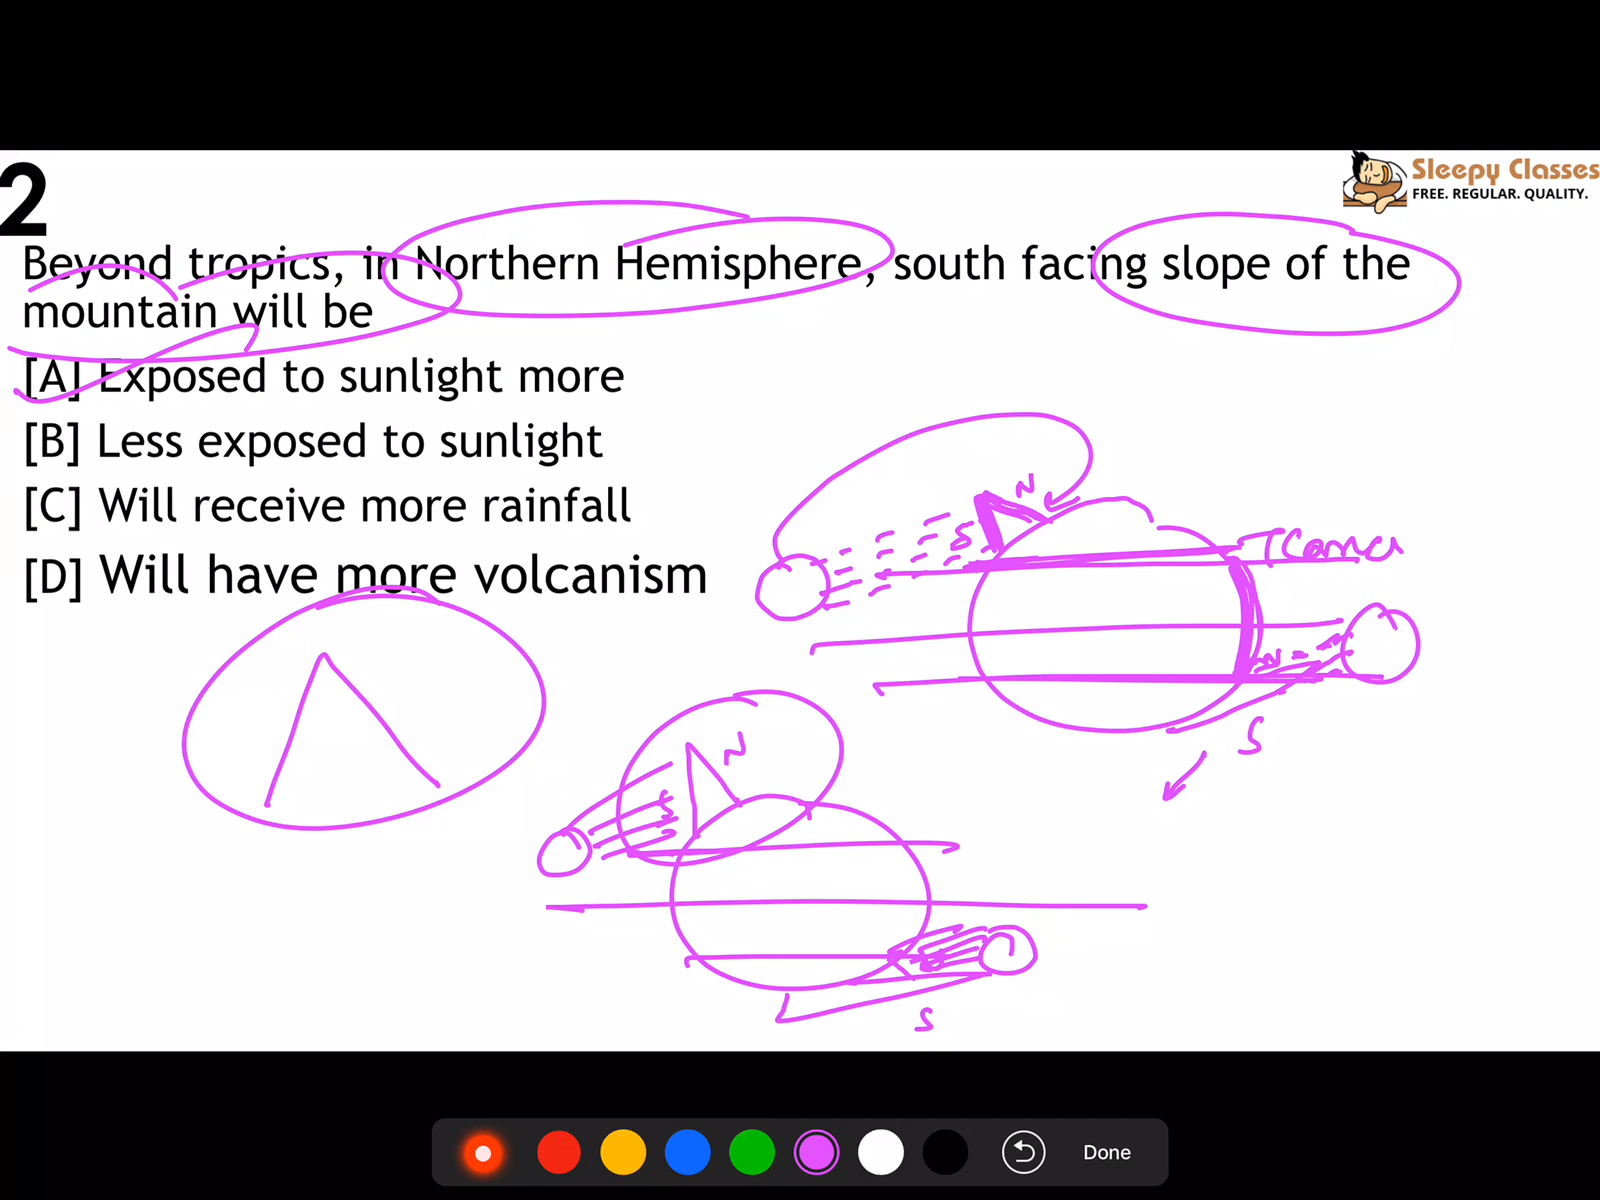 2
Sleepy Classes
FREE. REGULAR. QUALITY.
Beyond tropics, in Northern Hemisphere, south facing slope of the
mountain will be
[A] Exposed to sunlight more
[B] Less exposed to sunlight
[C] Will receive more rainfall
[D] Will have more volcanism
N
S
N
S
N
S
S
Done